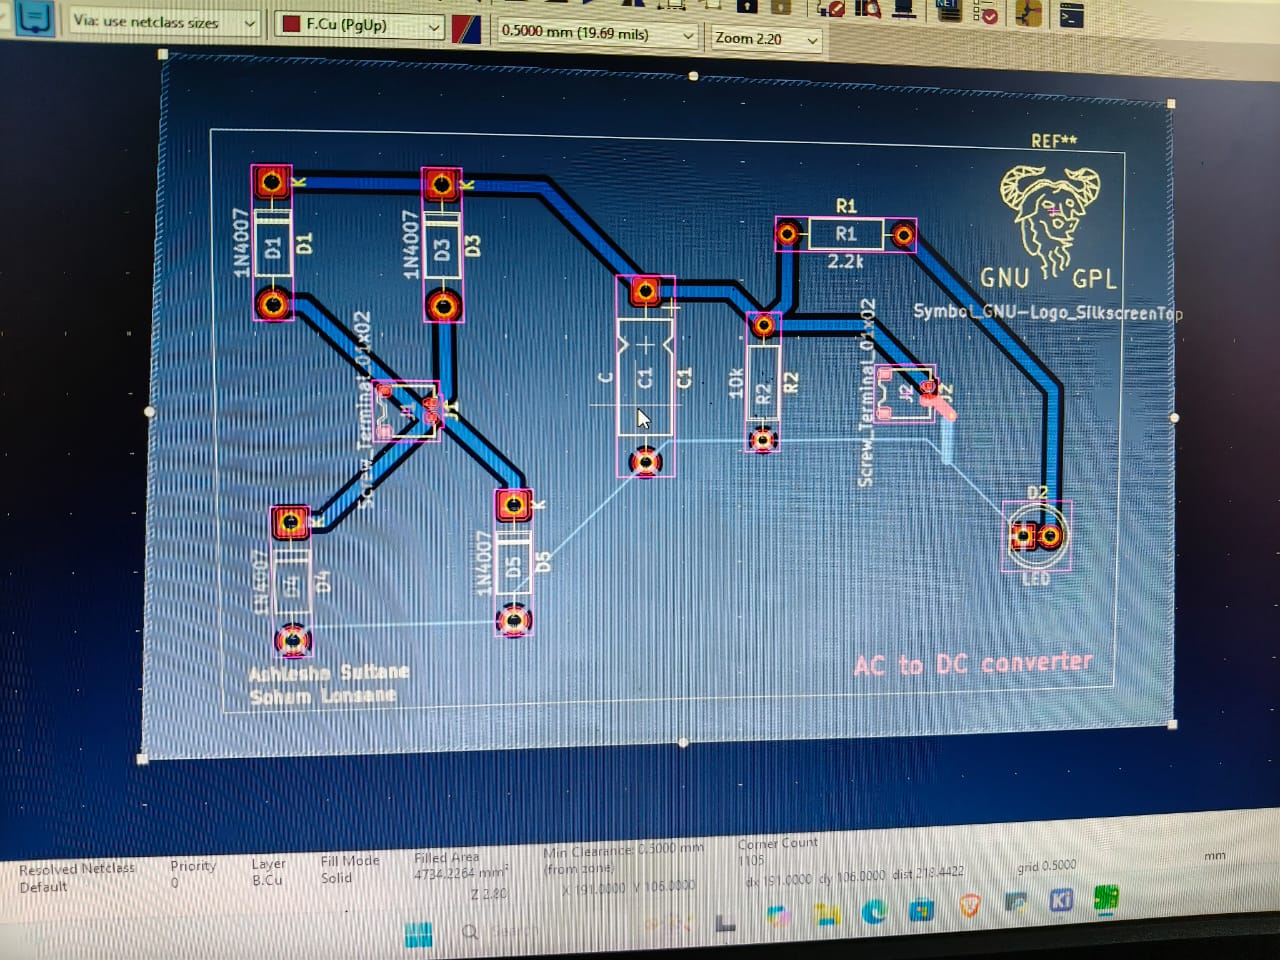 Via: use netclass sizes
F.Cu (PgUp)
0.5000 mm (19.69 mils)
Zoom 2.20
NET
REF**
K
K
1N4007
D1
D1
1N4007
D3
D3
R1
R1
2.2k
GNU
GPL
Symbol_GNU-Logo_SilkscreenTop
Screw_Terminal_01x02
J1
C
C1
C1
10k
R2
R2
Screw_Terminal_01x02
J2
J2
K
K
1N4007
D4
D4
1N4007
D5
D5
D2
LED
Ashlesha Sultane
Soham Lonsane
AC to DC converter
Resolved Netclass
Default
Priority
0
Layer
B.Cu
Fill Mode
Solid
Filled Area
4734.2264 mm²
Min Clearance: 0.5000 mm
(from zone)
Corner Count
1105
Z 2.20
X 191.0000 Y 106.0000
dx 191.0000 dy 106.0000 dist 218.4422
grid 0.5000
mm
Ki